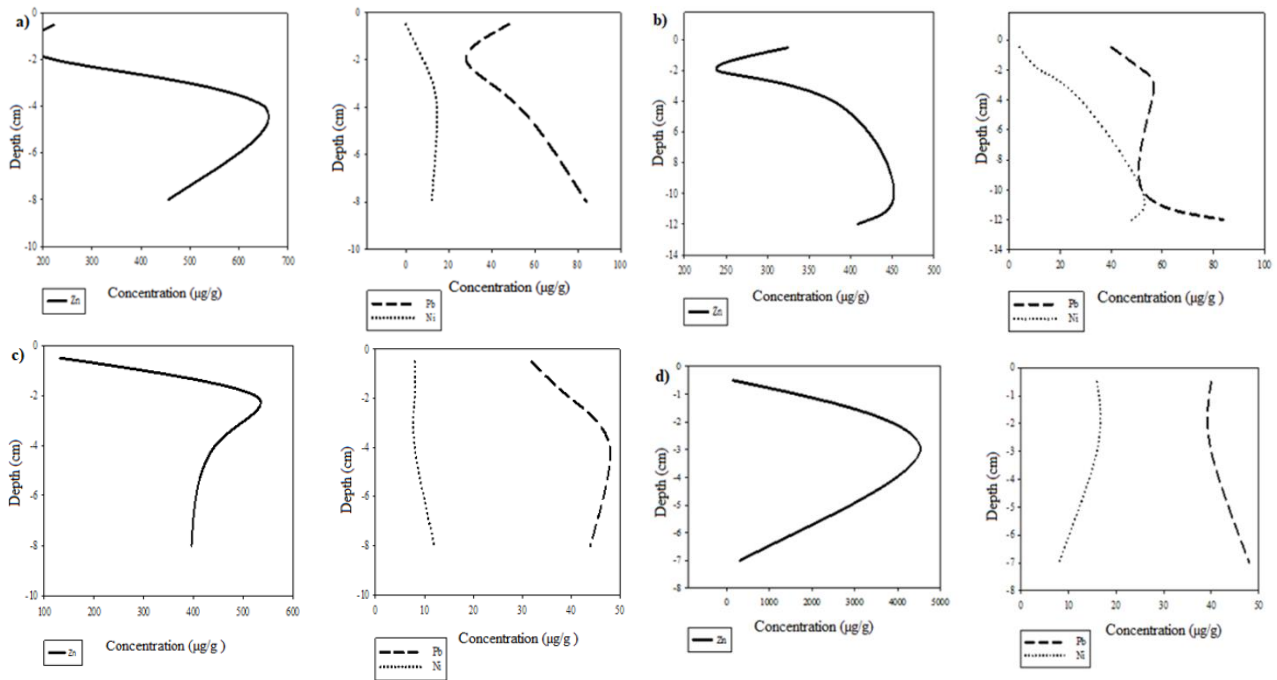 a)
0
-2
-4
-6
-8
-10
Depth (cm)
200 300 400 500 600 700
Zn
Concentration (µg/g)
0
-2
-4
-6
-8
-10
Depth (cm)
0 20 40 60 80 100
Pb
Ni
Concentration (µg/g)
b)
0
-2
-4
-6
-8
-10
-12
-14
Depth (cm)
200 250 300 350 400 450 500
Zn
Concentration (µg/g)
0
-2
-4
-6
-8
-10
-12
-14
Depth (cm)
0 20 40 60 80 100
Pb
Ni
Concentration (µg/g )
c)
0
-2
-4
-6
-8
-10
Depth (cm)
100 200 300 400 500 600
Zn
Concentration (µg/g )
0
-2
-4
-6
-8
-10
Depth (cm)
0 10 20 30 40 50
Pb
Ni
Concentration (µg/g )
d)
0
-1
-2
-3
-4
-5
-6
-7
-8
Depth (cm)
0 1000 2000 3000 4000 5000
Zn
Concentration (µg/g)
0
-1
-2
-3
-4
-5
-6
-7
-8
Depth (cm)
0 10 20 30 40 50
Pb
Ni
Concentration (µg/g)